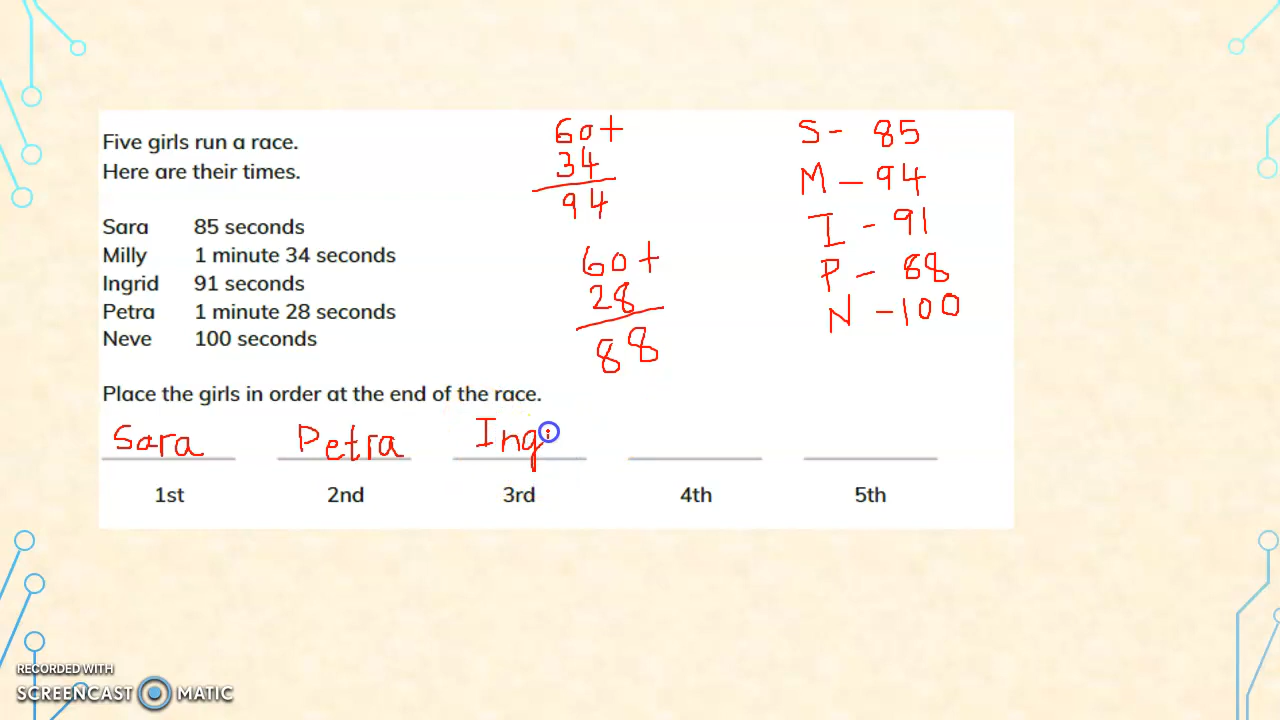 Five girls run a race.
Here are their times.
Sara 85 seconds
Milly 1 minute 34 seconds
Ingrid 91 seconds
Petra 1 minute 28 seconds
Neve 100 seconds
60+
34
94
60+
28
88
S- 85
M - 94
I - 91
P - 88
N - 100
Place the girls in order at the end of the race.
Sara Petra Ing
1st 2nd 3rd 4th 5th
RECORDED WITH
SCREENCAST MATIC